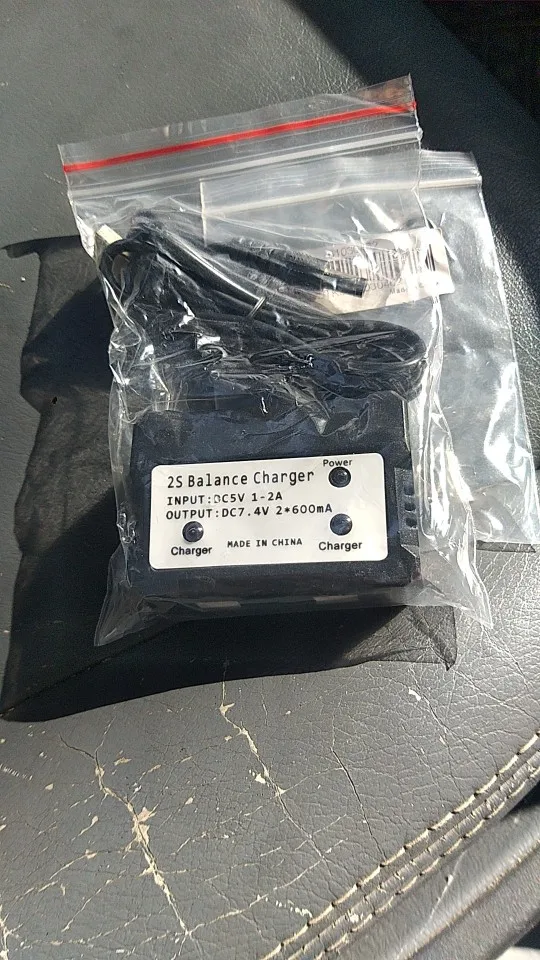 2S Balance Charger
Power
INPUT:DC5V 1-2A
OUTPUT:DC7.4V 2*600mA
Charger
MADE IN CHINA
Charger